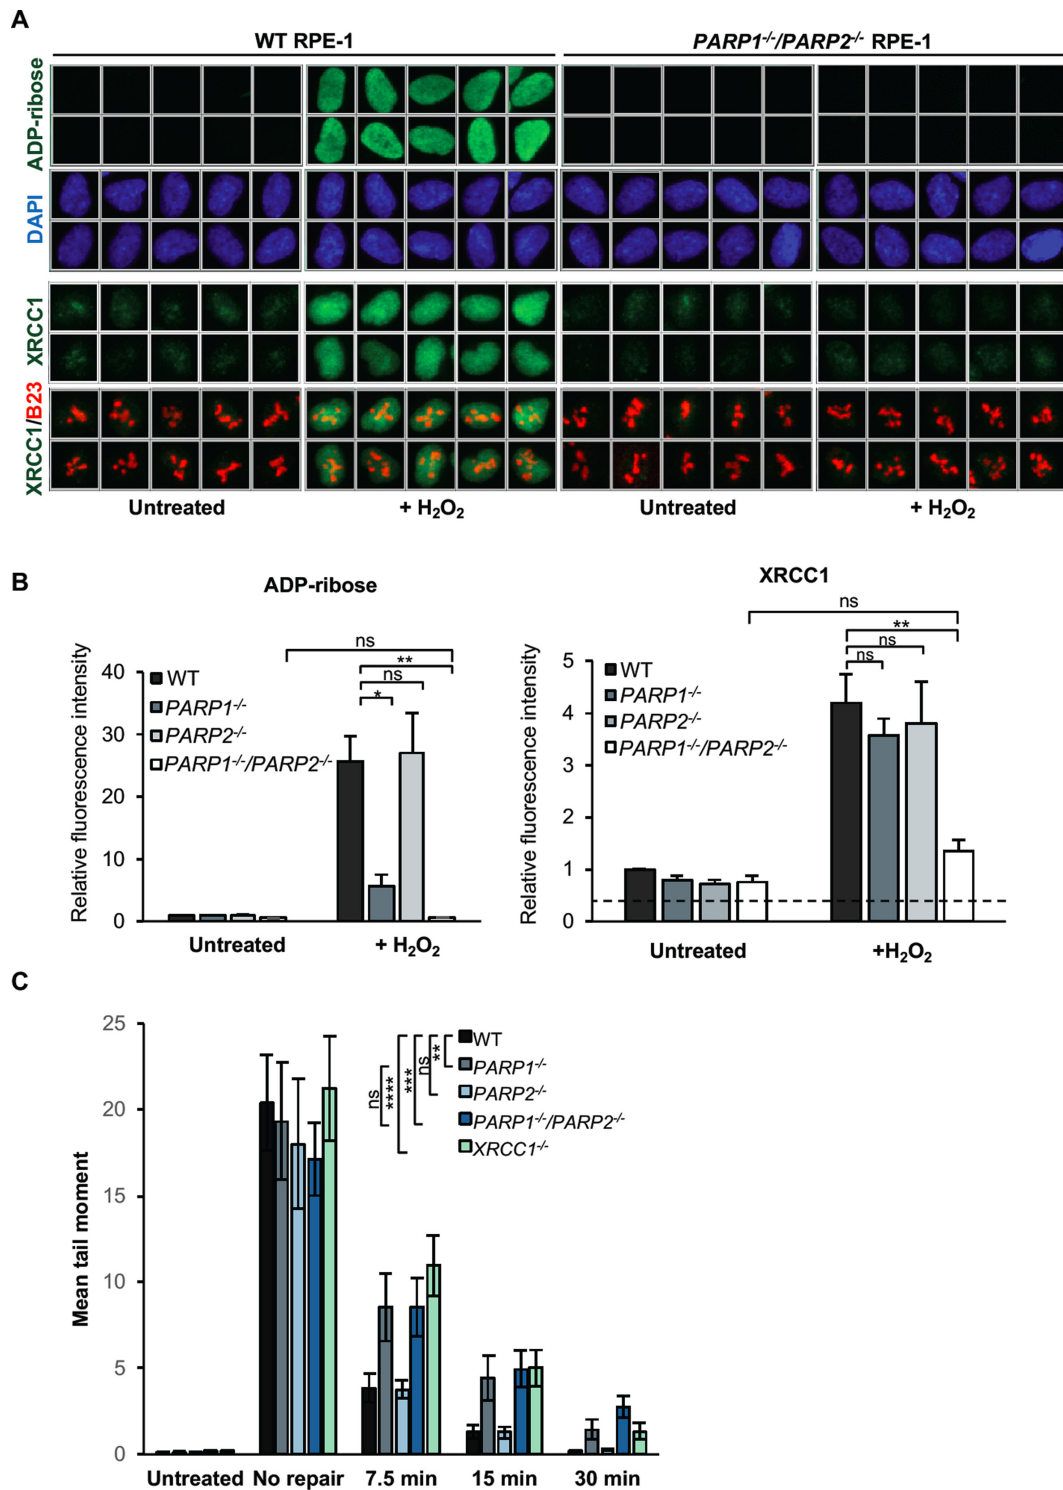 A
WT RPE-1
PARP1-/-/PARP2-/- RPE-1
ADP-ribose
DAPI
XRCC1
XRCC1/B23
Untreated
+ H2O2
Untreated
+ H2O2
B
ADP-ribose
Relative fluorescence intensity
40
30
20
10
0
WT
PARP1-/-
PARP2-/-
PARP1-/-/PARP2-/-
ns
**
ns
*
Untreated
+ H2O2
XRCC1
Relative fluorescence intensity
5
4
3
2
1
0
WT
PARP1-/-
PARP2-/-
PARP1-/-/PARP2-/-
ns
**
ns
ns
Untreated
+H2O2
C
Mean tail moment
25
20
15
10
5
0
ns
****
***
ns
**
WT
PARP1-/-
PARP2-/-
PARP1-/-/PARP2-/-
XRCC1-/-
Untreated
No repair
7.5 min
15 min
30 min